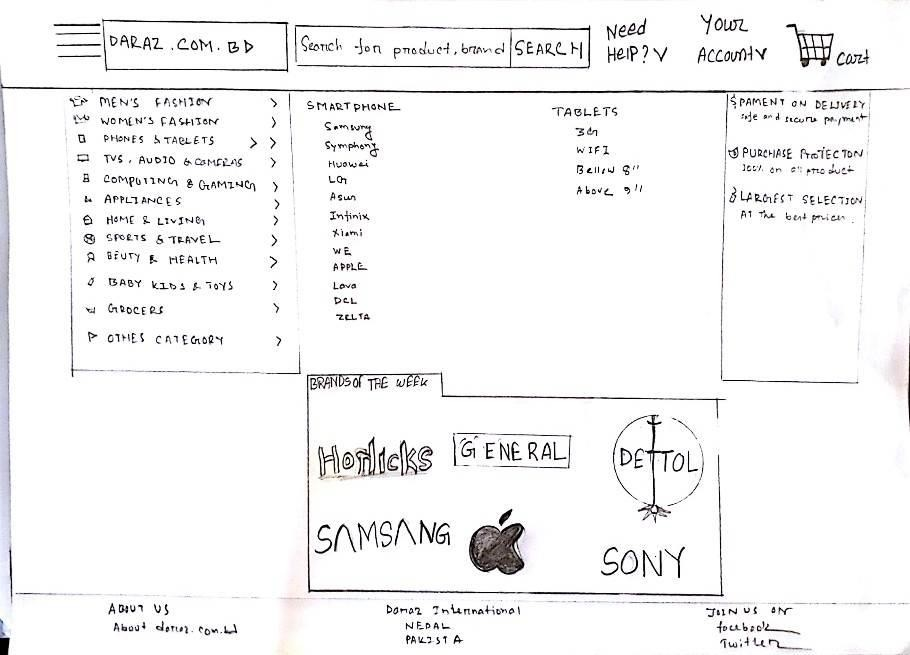 DARAZ.COM.BD
Search for product, brand
SEARCH
Need
HElP?
Your
Account
Cart
MEN'S FASHION
WOMEN'S FASHION
PHONES & TABLETS
TVS, AUDIO & CAMERAS
COMPUTING & GAMING
APPLIANCES
HOME & LIVING
SPORTS & TRAVEL
BEUTY & HEALTH
BABY KIDS & TOYS
GROCERS
OTHES CATEGORY
SMARTPHONE
Samsung
Symphony
Huawei
LG
Asus
Infinix
Xiami
WE
APPLE
Lava
DCL
ZELTA
TABLETS
3G
WIFI
Bellow 8"
Above 9"
PAMENT ON DELIVERY
safe and secure payment
PURCHASE PROTECTON
100% on all product
LARGEST SELECTION
At The best prices.
BRANDS OF THE WEEK
Horlicks
GENERAL
DETTOL
SAMSANG
SONY
ABOUT US
About daraz.com.bd
Daraz International
NEPAL
PAKISTA
JOIN US ON
facebook
Twitter